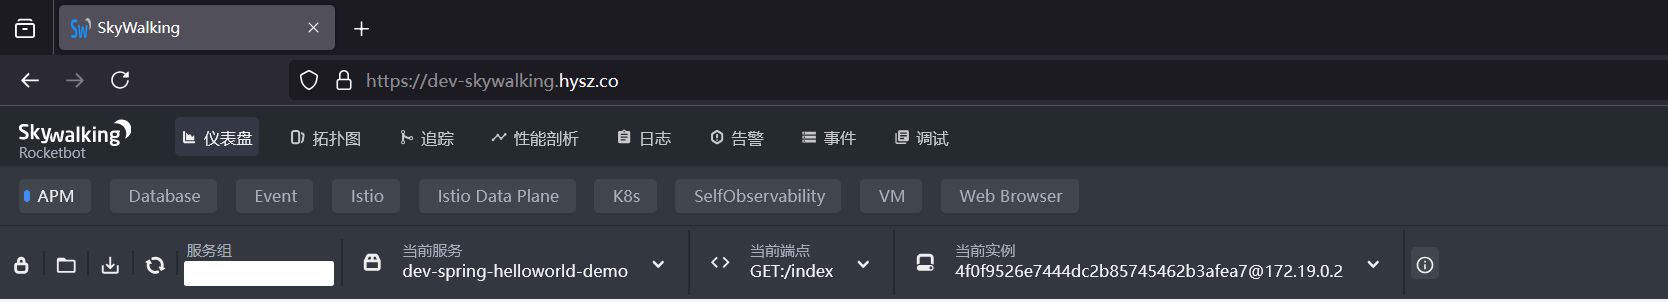 SkyWalking
https://dev-skywalking.hysz.co
Skywalking
Rocketbot
仪表盘 拓扑图 追踪 性能剖析 日志 告警 事件 调试
APM Database Event Istio Istio Data Plane K8s SelfObservability VM Web Browser
服务组 当前服务 当前端点 当前实例
dev-spring-helloworld-demo GET:/index 4f0f9526e7444dc2b85745462b3afea7@172.19.0.2